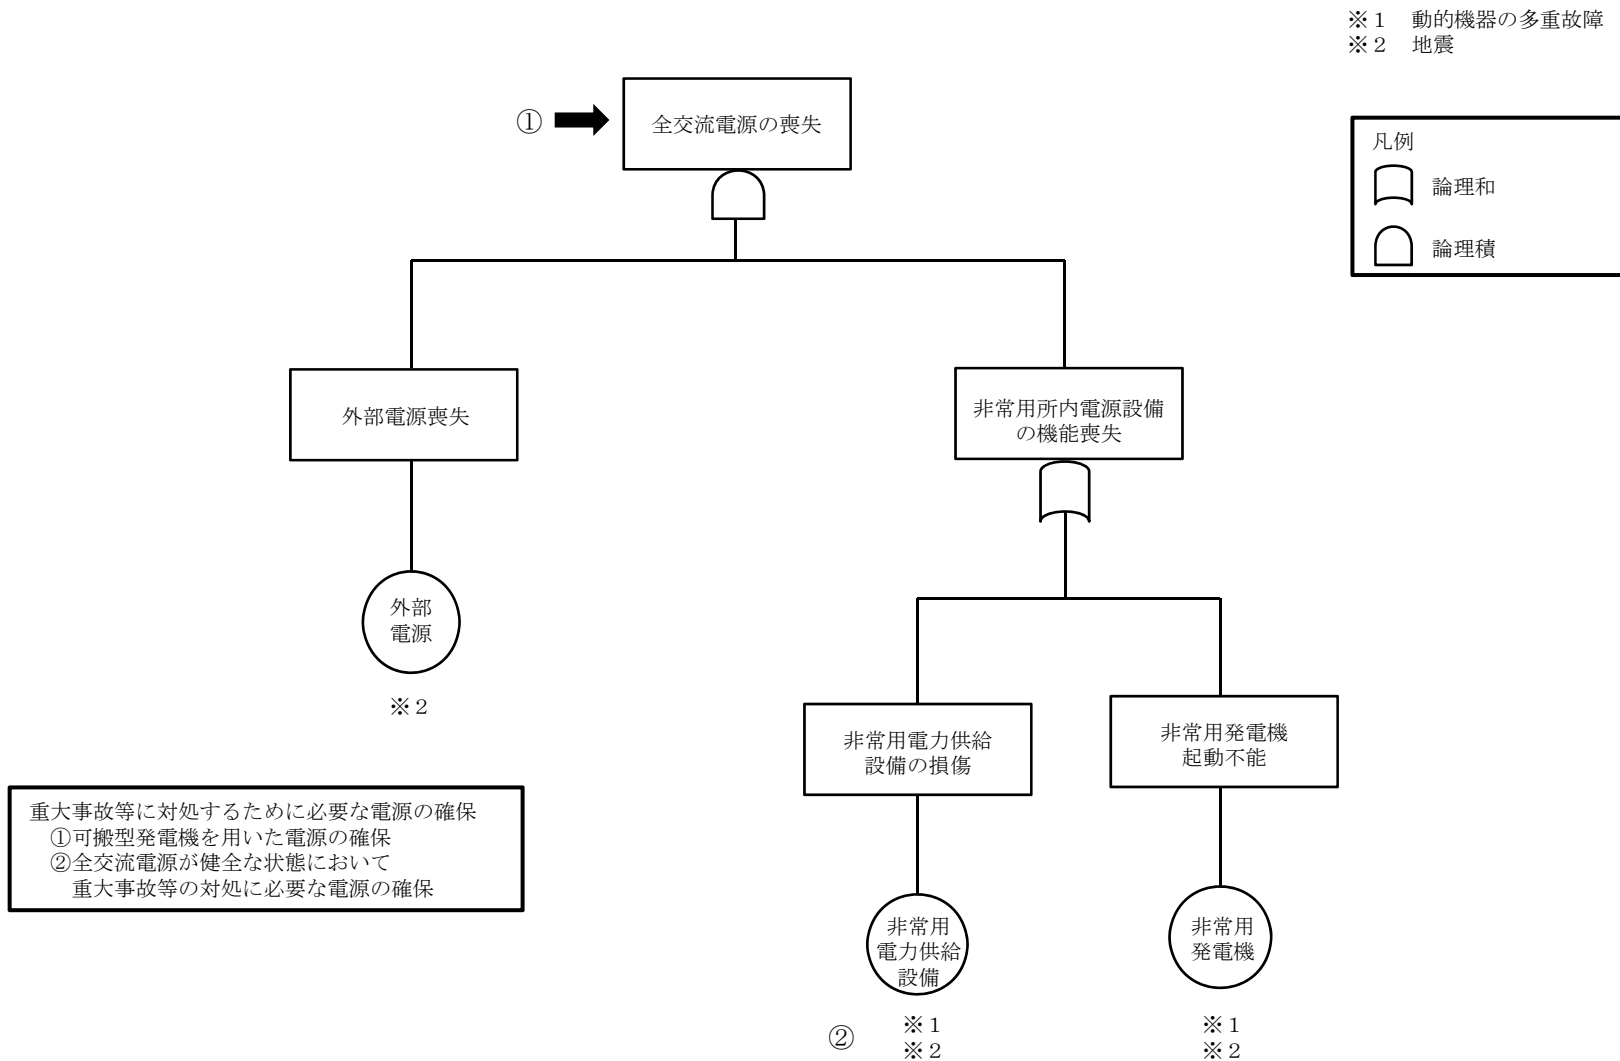 ※１　動的機器の多重故障
※２　地震
①
全交流電源の喪失
凡例
論理和
論理積
外部電源喪失
非常用所内電源設備
の機能喪失
外部
電源
※２
非常用電力供給
設備の損傷
非常用発電機
起動不能
重大事故等に対処するために必要な電源の確保
①可搬型発電機を用いた電源の確保
②全交流電源が健全な状態において
重大事故等の対処に必要な電源の確保
非常用
電力供給
設備
非常用
発電機
②
※１
※２
※１
※２